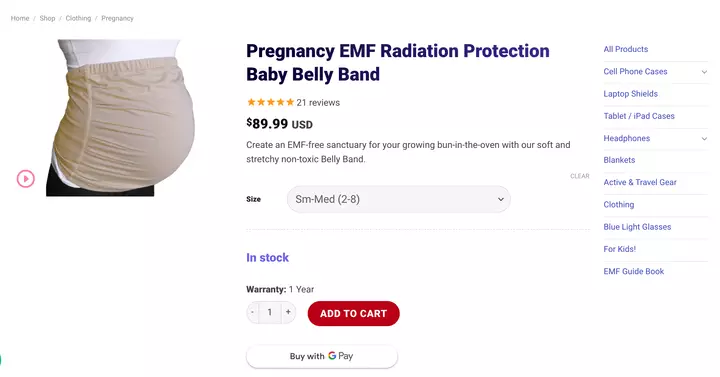 Home / Shop / Clothing / Pregnancy
Pregnancy EMF Radiation Protection
Baby Belly Band
21 reviews
$89.99 USD
Create an EMF-free sanctuary for your growing bun-in-the-oven with our soft and
stretchy non-toxic Belly Band.
CLEAR
Size
Sm-Med (2-8)
In stock
Warranty: 1 Year
- 1 +
ADD TO CART
Buy with G Pay
All Products
Cell Phone Cases
Laptop Shields
Tablet / iPad Cases
Headphones
Blankets
Active & Travel Gear
Clothing
Blue Light Glasses
For Kids!
EMF Guide Book